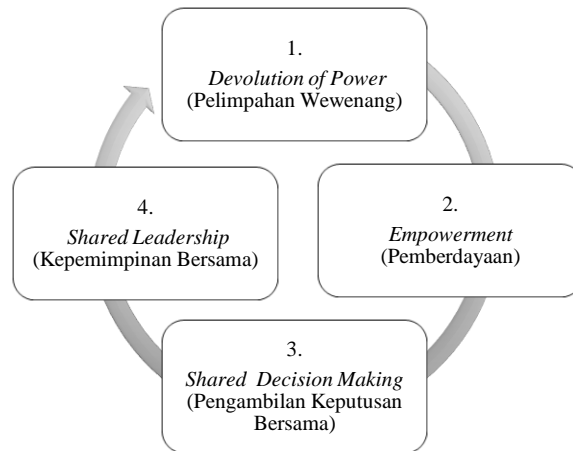 1.
Devolution of Power
(Pelimpahan Wewenang)
2.
Empowerment
(Pemberdayaan)
3.
Shared Decision Making
(Pengambilan Keputusan
Bersama)
4.
Shared Leadership
(Kepemimpinan Bersama)